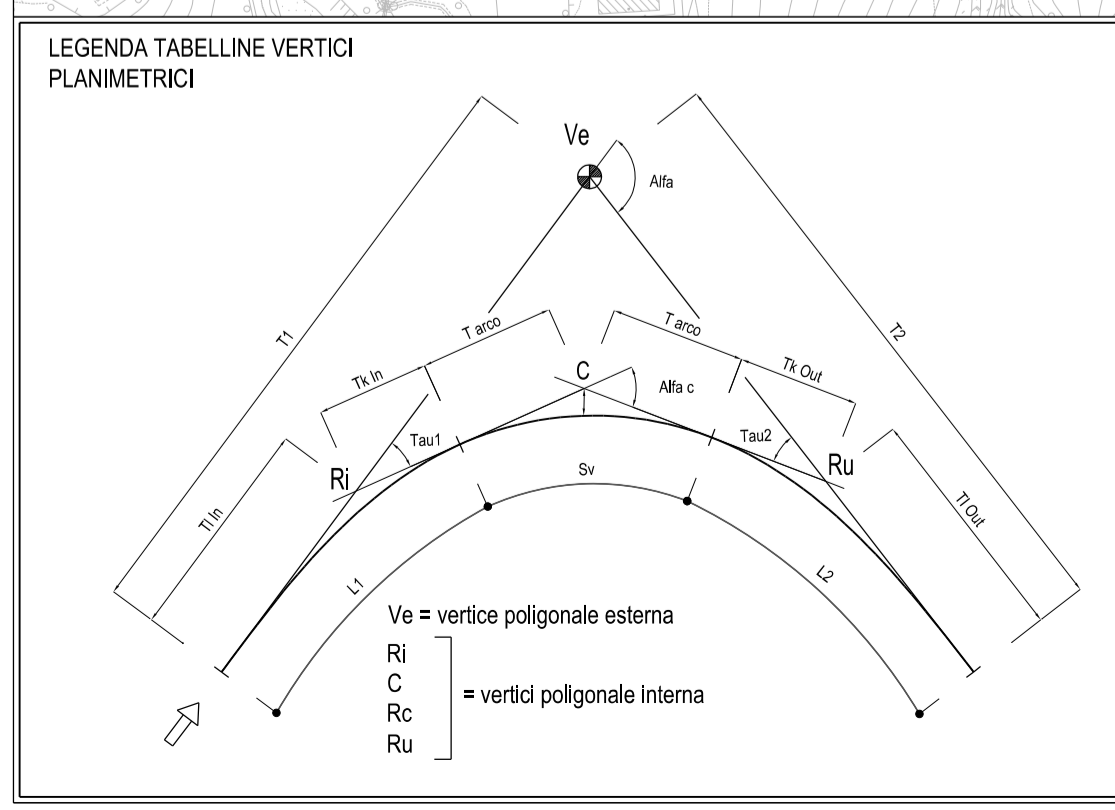 LEGENDA TABELLINE VERTICI
PLANIMETRICI
Ve
Alfa
T1
T2
T arco
T arco
Tk In
Tk Out
C
Alfa c
Tau1
Tau2
Ri
Ru
Sv
Tl In
Tl Out
L1
L2
Ve = vertice poligonale esterna
Ri
C
= vertici poligonale interna
Rc
Ru